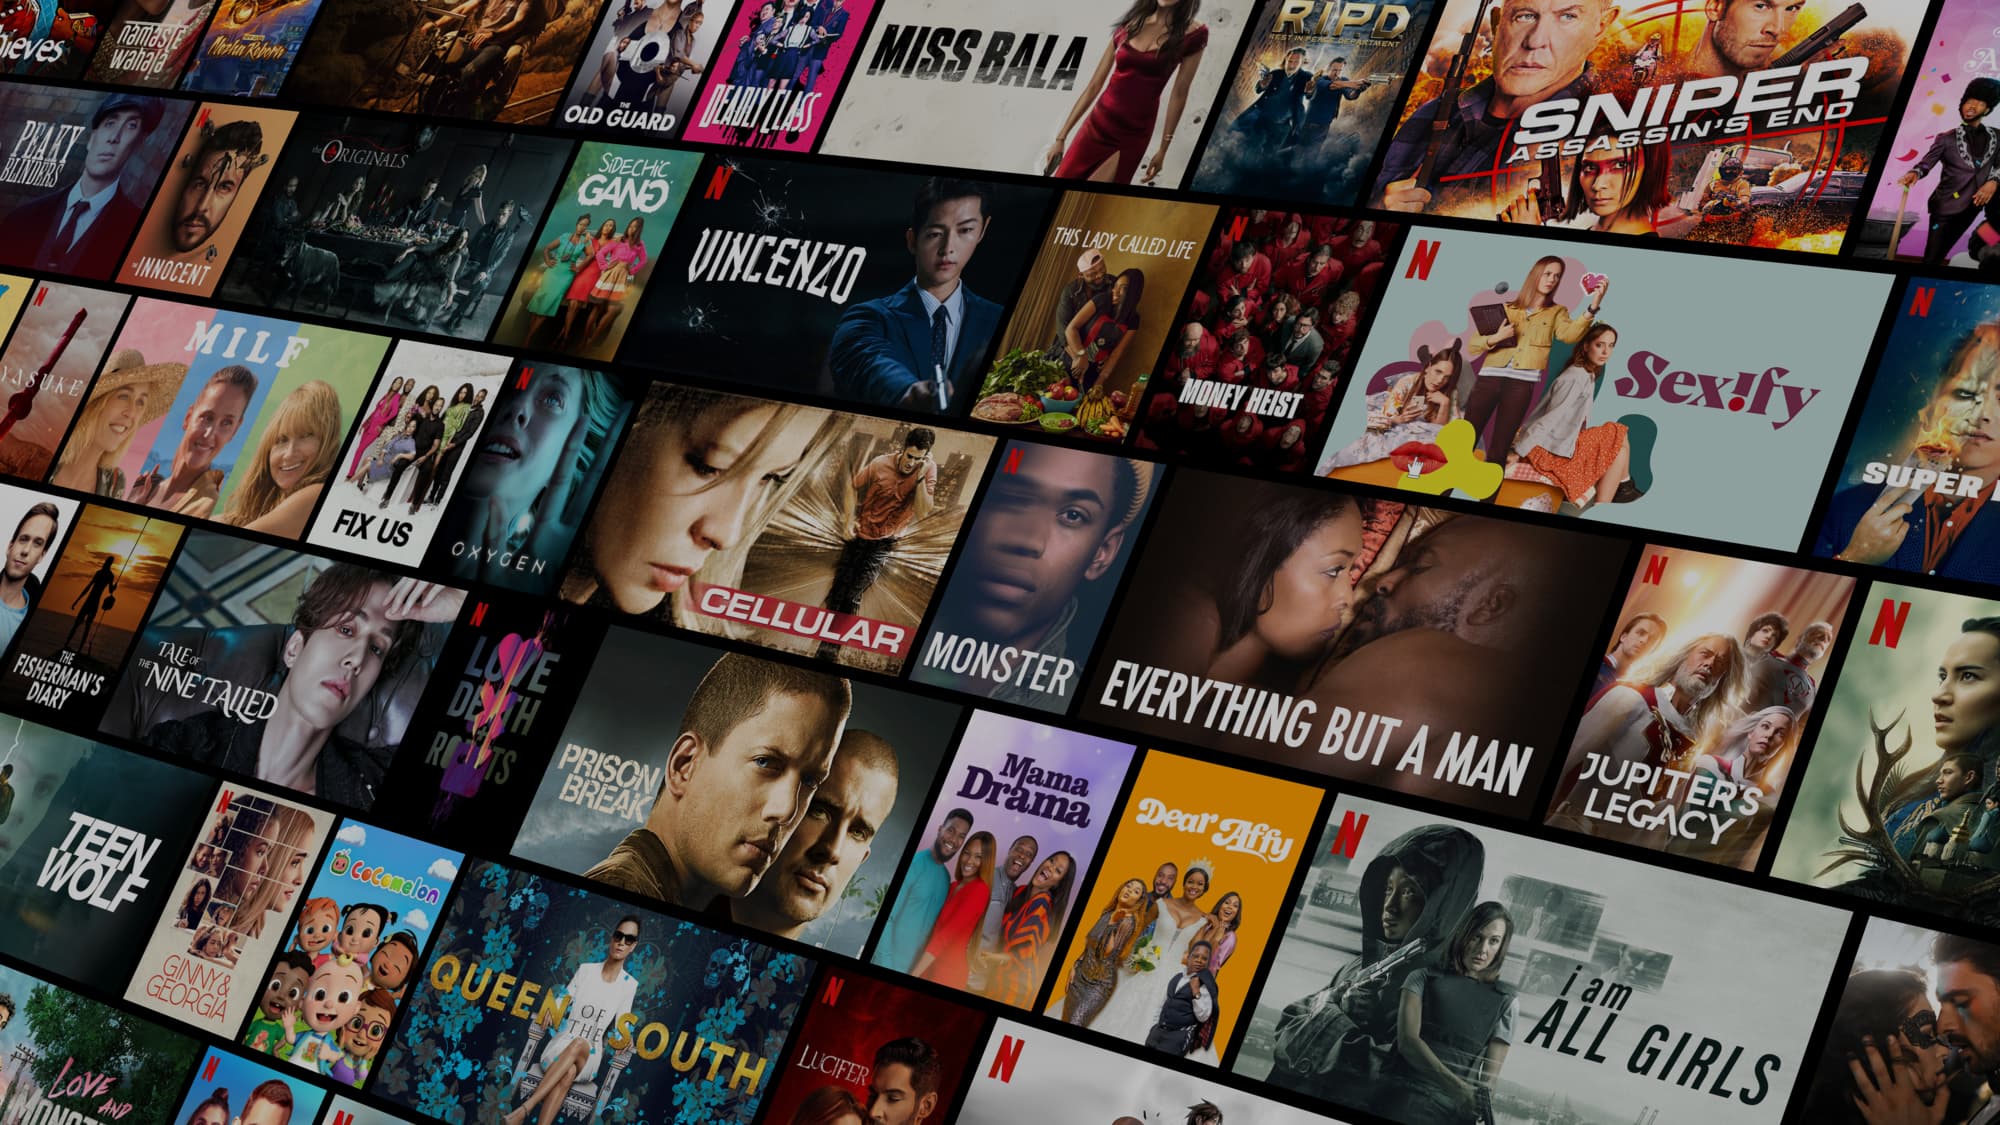 namaste
wahala
THE
OLD GUARD
DEADLY CLASS
MISS BALA
R.I.P.D
REST IN PEACE DEPARTMENT
SNIPER
ASSASSIN'S END
PEAKY
BLINDERS
THE INNOCENT
the ORIGINALS
SIDECHIC
GANG
N
VINCENZO
THIS LADY CALLED LIFE
MONEY HEIST
N
Sex!fy
N
SUPER
N
YASUKE
MILF
FIX US
N
OXYGEN
CELLULAR
N
MONSTER
EVERYTHING BUT A MAN
N
JUPITER'S
LEGACY
N
THE
FISHERMAN'S
DIARY
TALE OF
THE NINE TAILED
N
LOVE
DEATH
+
ROBOTS
PRISON
BREAK
Mama
Drama
Dear Affy
N
i am
ALL GIRLS
TEEN
WOLF
N
GINNY &
GEORGIA
CoComelon
QUEEN
OF
THE
SOUTH
N
LUCIFER
N
LOVE
AND
N
N